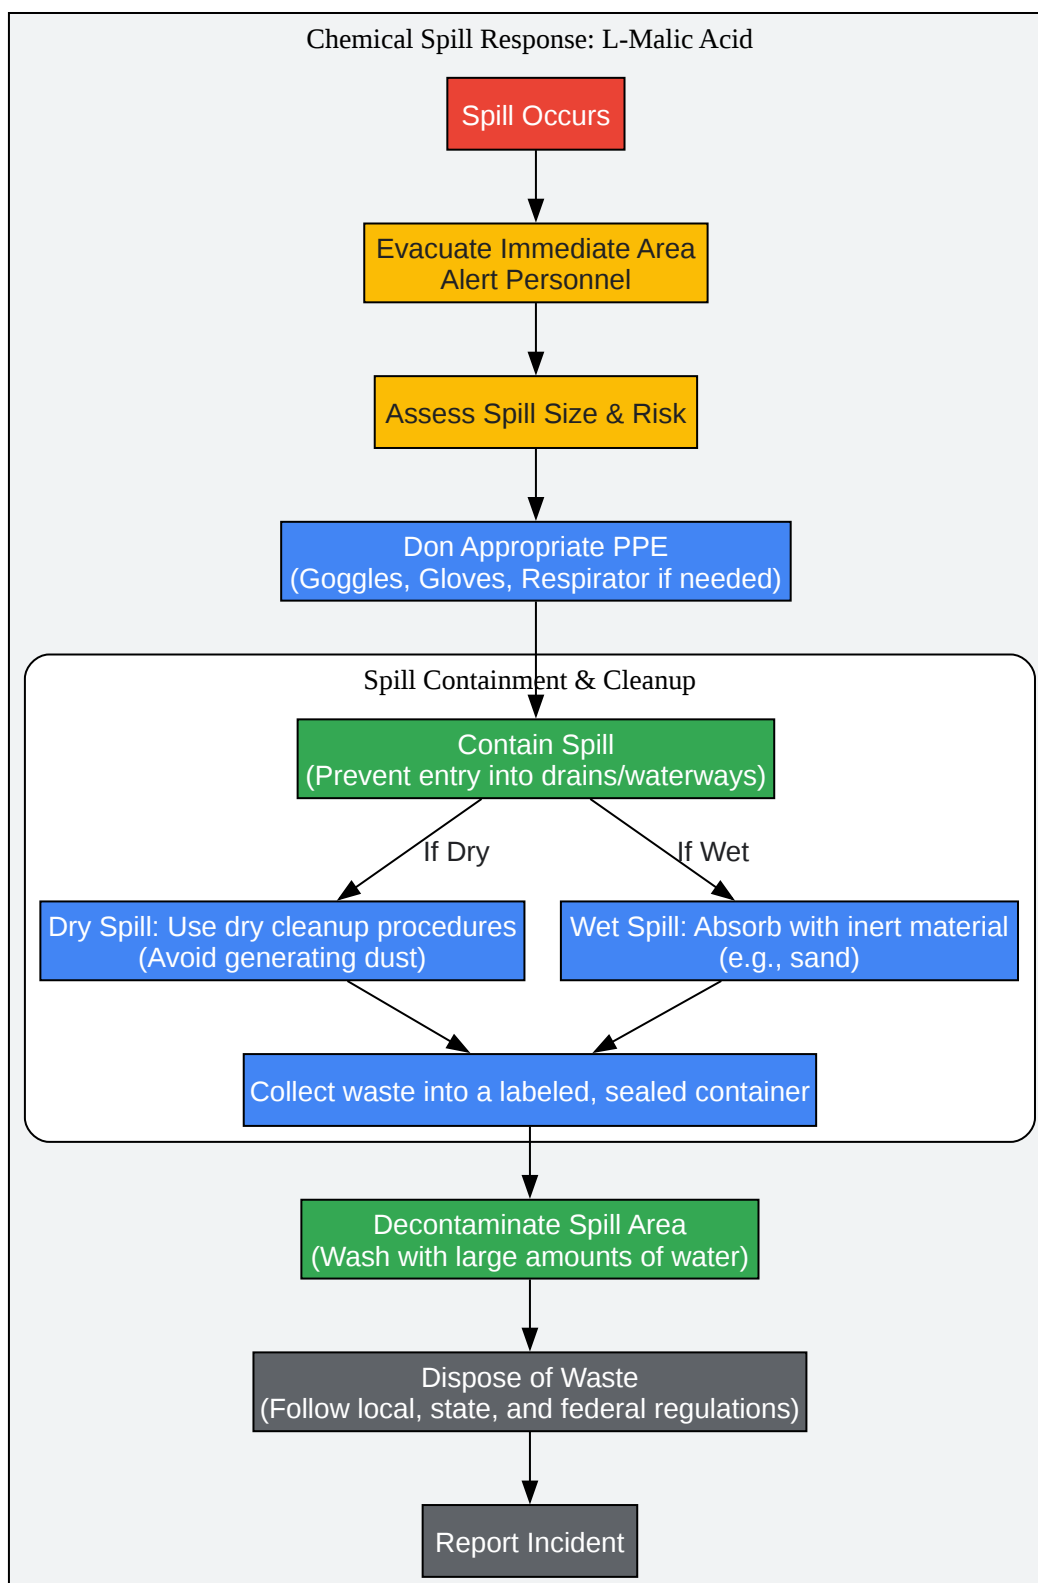 Chemical Spill Response: L-Malic Acid
Spill Occurs
Evacuate Immediate Area
Alert Personnel
Assess Spill Size & Risk
Don Appropriate PPE
(Goggles, Gloves, Respirator if needed)
Spill Containment & Cleanup
Contain Spill
(Prevent entry into drains/waterways)
If Dry
If Wet
Dry Spill: Use dry cleanup procedures
(Avoid generating dust)
Wet Spill: Absorb with inert material
(e.g., sand)
Collect waste into a labeled, sealed container
Decontaminate Spill Area
(Wash with large amounts of water)
Dispose of Waste
(Follow local, state, and federal regulations)
Report Incident